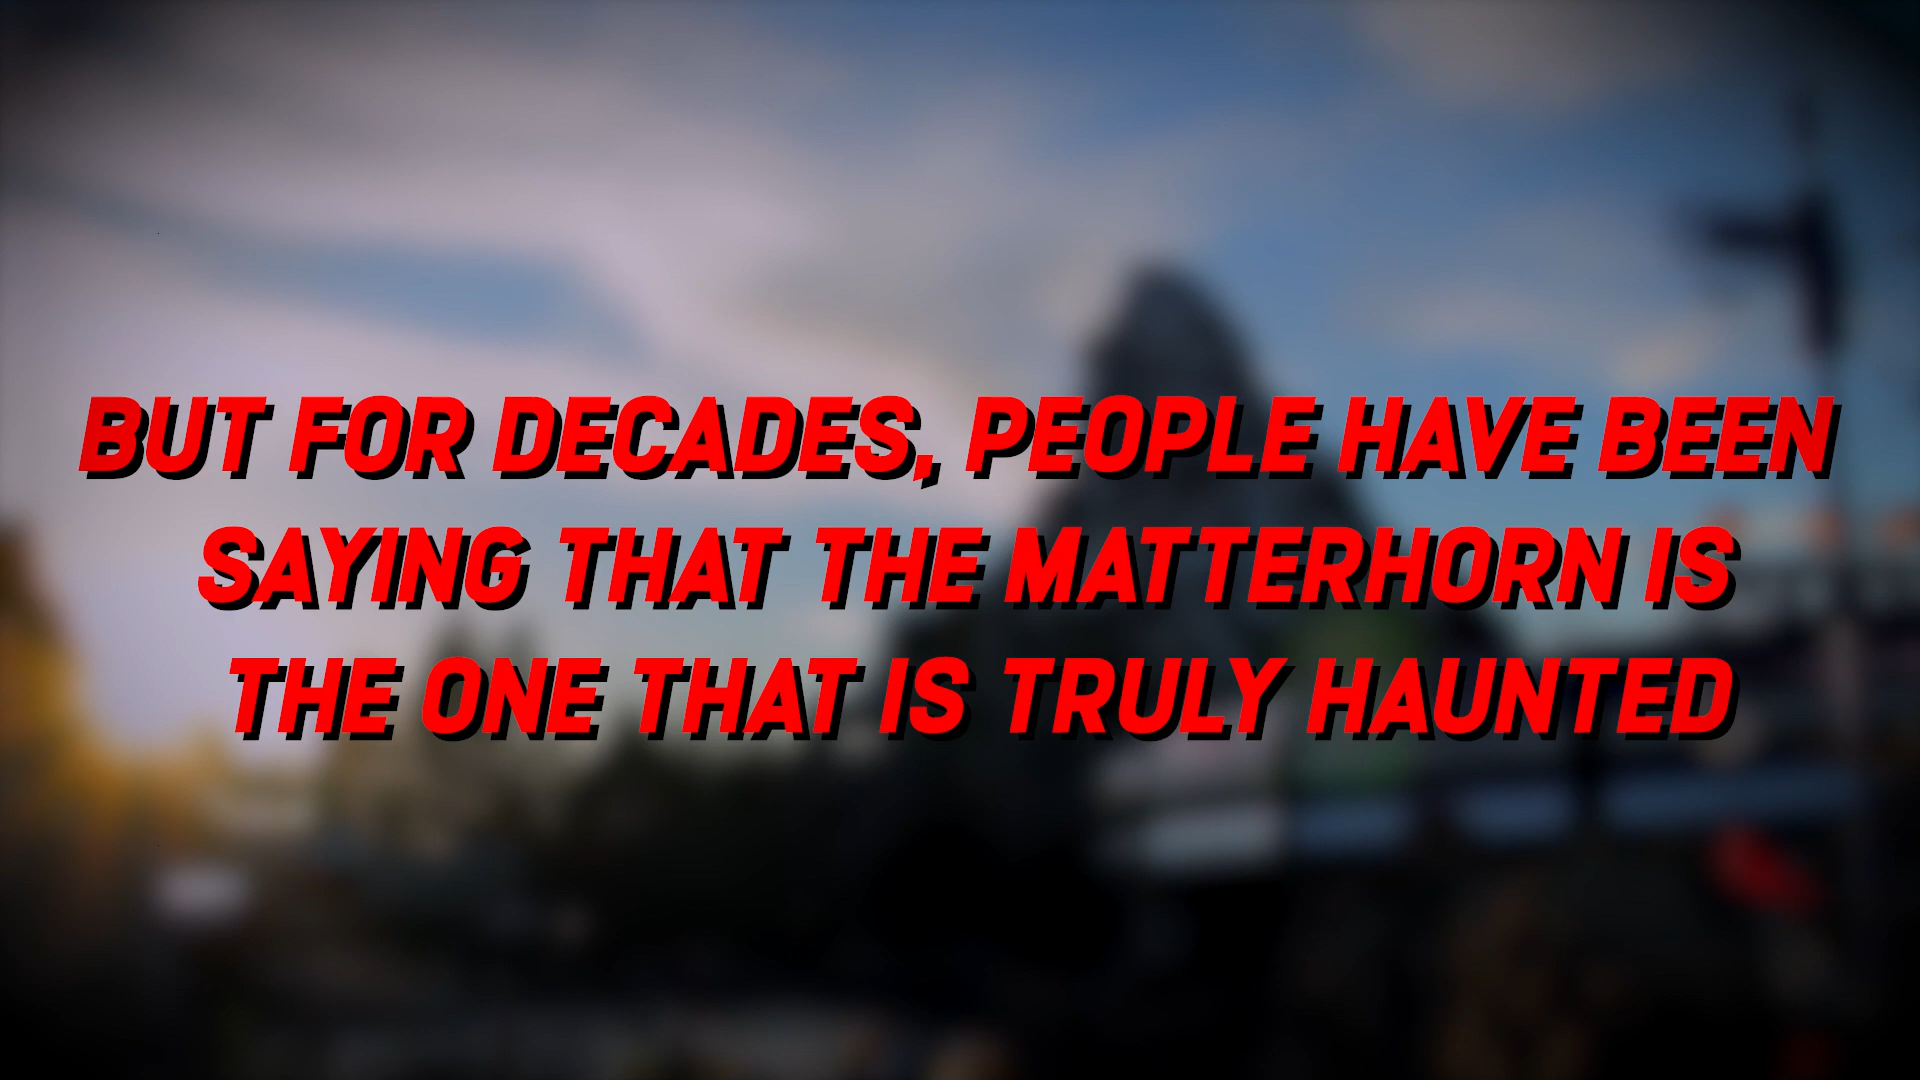 BUT FOR DECADES, PEOPLE HAVE BEEN
SAYING THAT THE MATTERHORN IS
THE ONE THAT IS TRULY HAUNTED